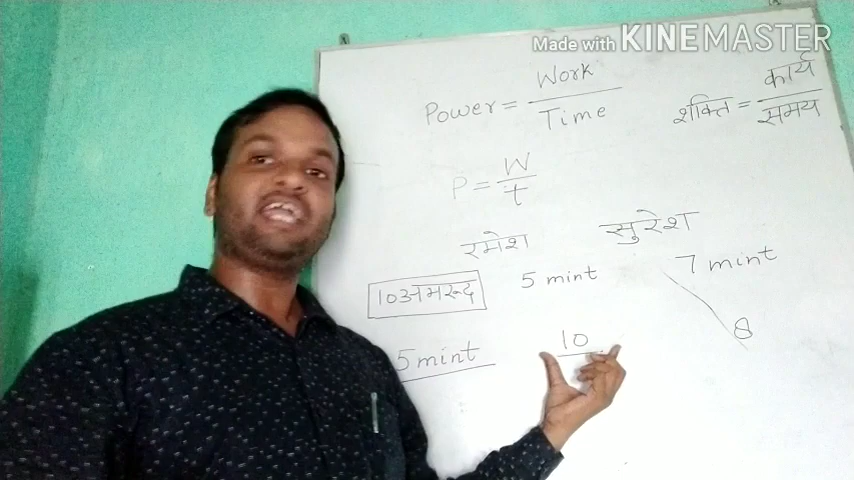 Made with KINEMASTER
Power = Work / Time
शक्ति = कार्य / समय
P = W / t
रमेश सुरेश
10 अमरूद 5 mint 7 mint
5 mint 10 8